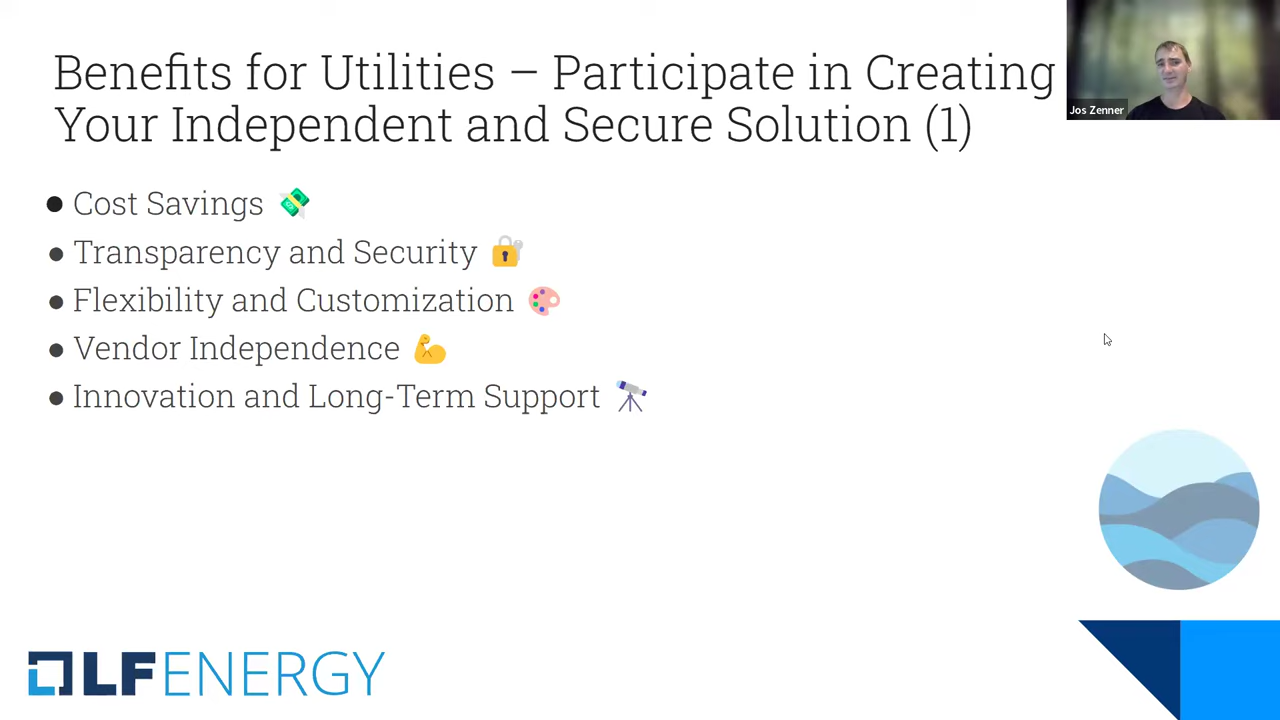 Benefits for Utilities – Participate in Creating
Your Independent and Secure Solution (1)
Jos Zenner
● Cost Savings
● Transparency and Security
● Flexibility and Customization
● Vendor Independence
● Innovation and Long-Term Support
LFENERGY